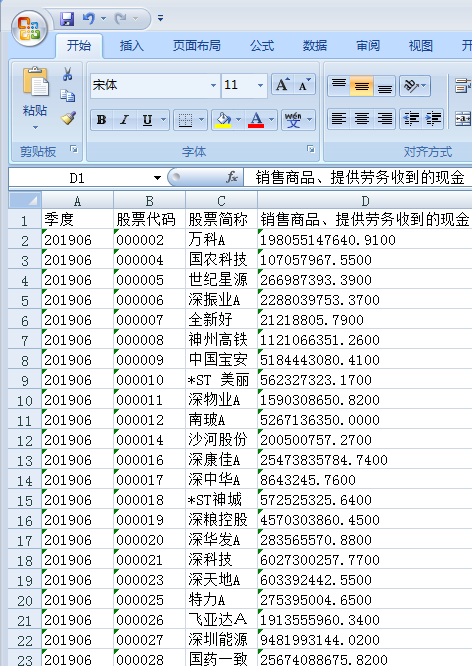 开始 插入 页面布局 公式 数据 审阅 视图 开
粘贴 宋体 11 A A
B I U A wén 文
剪贴板 字体 对齐方式
D1 fx 销售商品、提供劳务收到的现金
A B C D
1 季度 股票代码 股票简称 销售商品、提供劳务收到的现金
2 201906 000002 万科A 198055147640.9100
3 201906 000004 国农科技 107057967.5500
4 201906 000005 世纪星源 266987393.3900
5 201906 000006 深振业A 2288039753.3700
6 201906 000007 全新好 21218805.7900
7 201906 000008 神州高铁 1121066351.2600
8 201906 000009 中国宝安 5184443080.4100
9 201906 000010 *ST 美丽 562327323.1700
10 201906 000011 深物业A 1590308650.8200
11 201906 000012 南玻A 5267136350.0000
12 201906 000014 沙河股份 200500757.2700
13 201906 000016 深康佳A 25473835784.7400
14 201906 000017 深中华A 8643245.7600
15 201906 000018 *ST神城 572525325.6400
16 201906 000019 深粮控股 4570303860.4500
17 201906 000020 深华发A 283565570.8800
18 201906 000021 深科技 6027300257.7700
19 201906 000023 深天地A 603392442.5500
20 201906 000025 特力A 275395004.6500
21 201906 000026 飞亚达A 1913555960.3400
22 201906 000027 深圳能源 9481993144.0200
23 201906 000028 国药一致 25674088675.8200